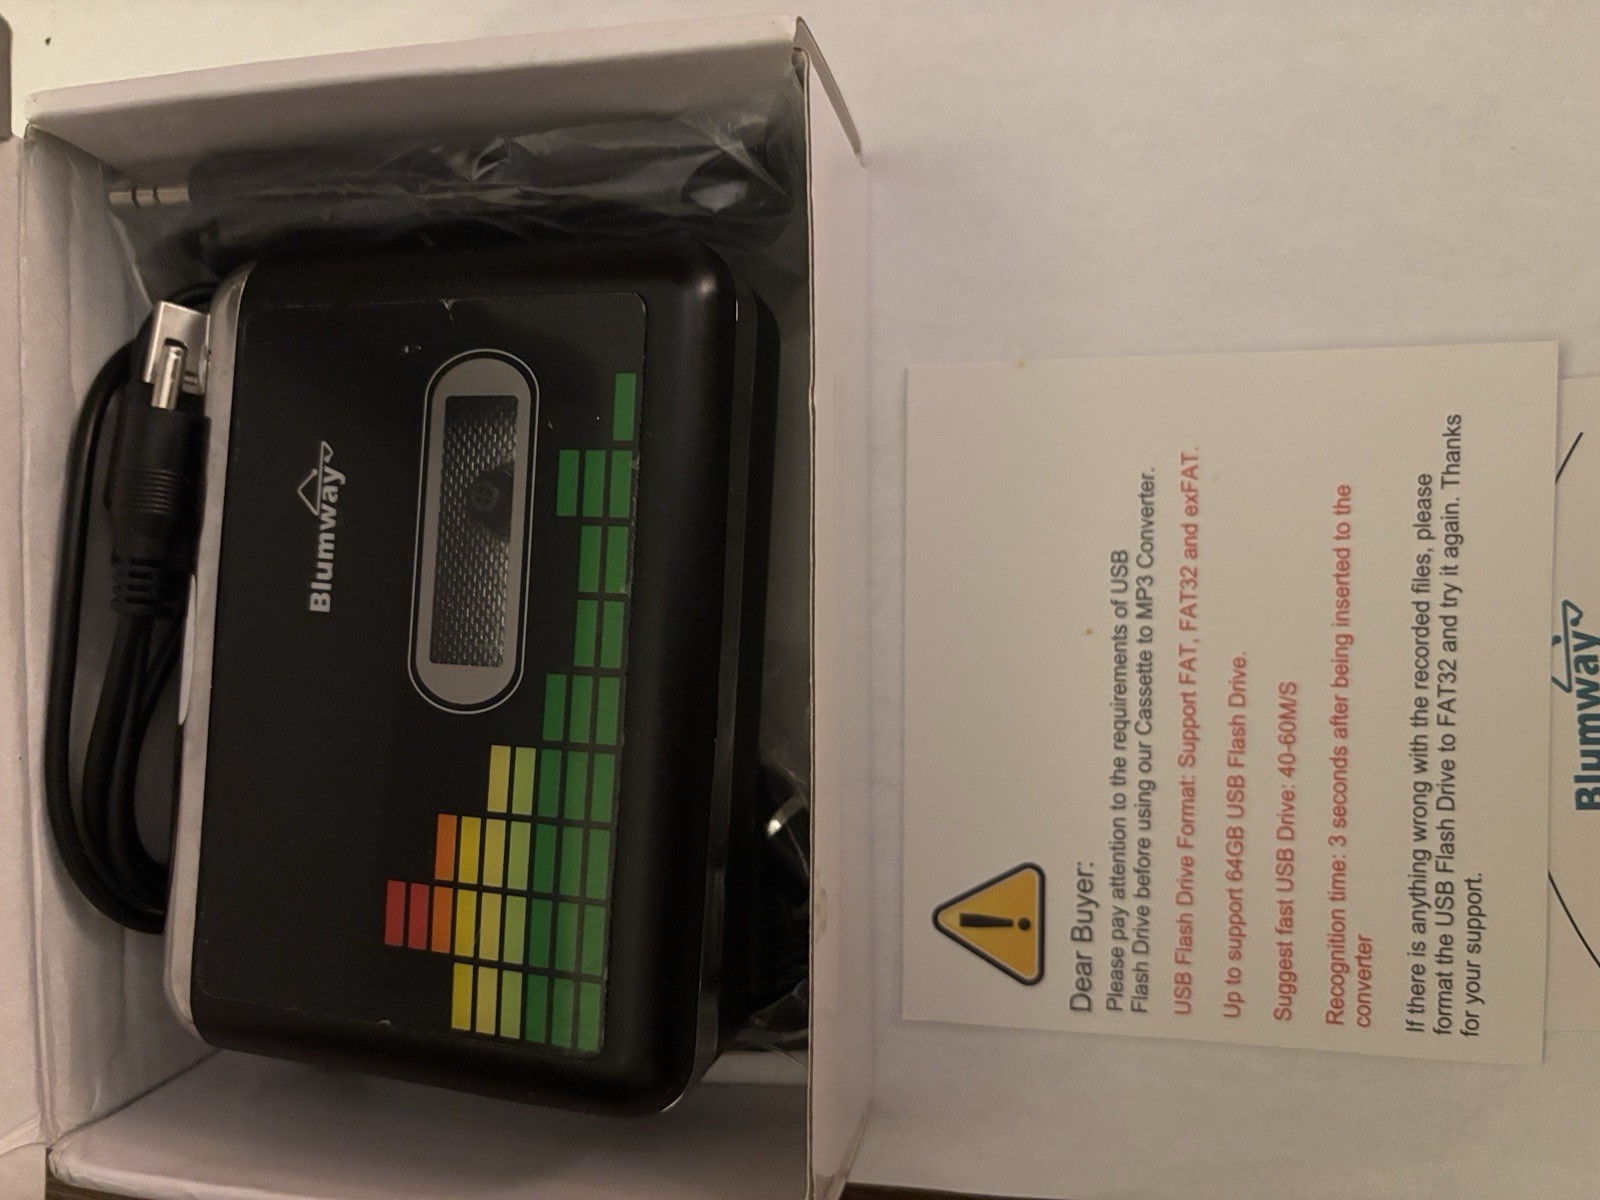 Blumway
Dear Buyer:
Please pay attention to the requirements of USB
Flash Drive before using our Cassette to MP3 Converter.
USB Flash Drive Format: Support FAT, FAT32 and exFAT.
Up to support 64GB USB Flash Drive.
Suggest fast USB Drive: 40-60M/S
Recognition time: 3 seconds after being inserted to the
converter
If there is anything wrong with the recorded files, please
format the USB Flash Drive to FAT32 and try it again. Thanks
for your support.
Blumway